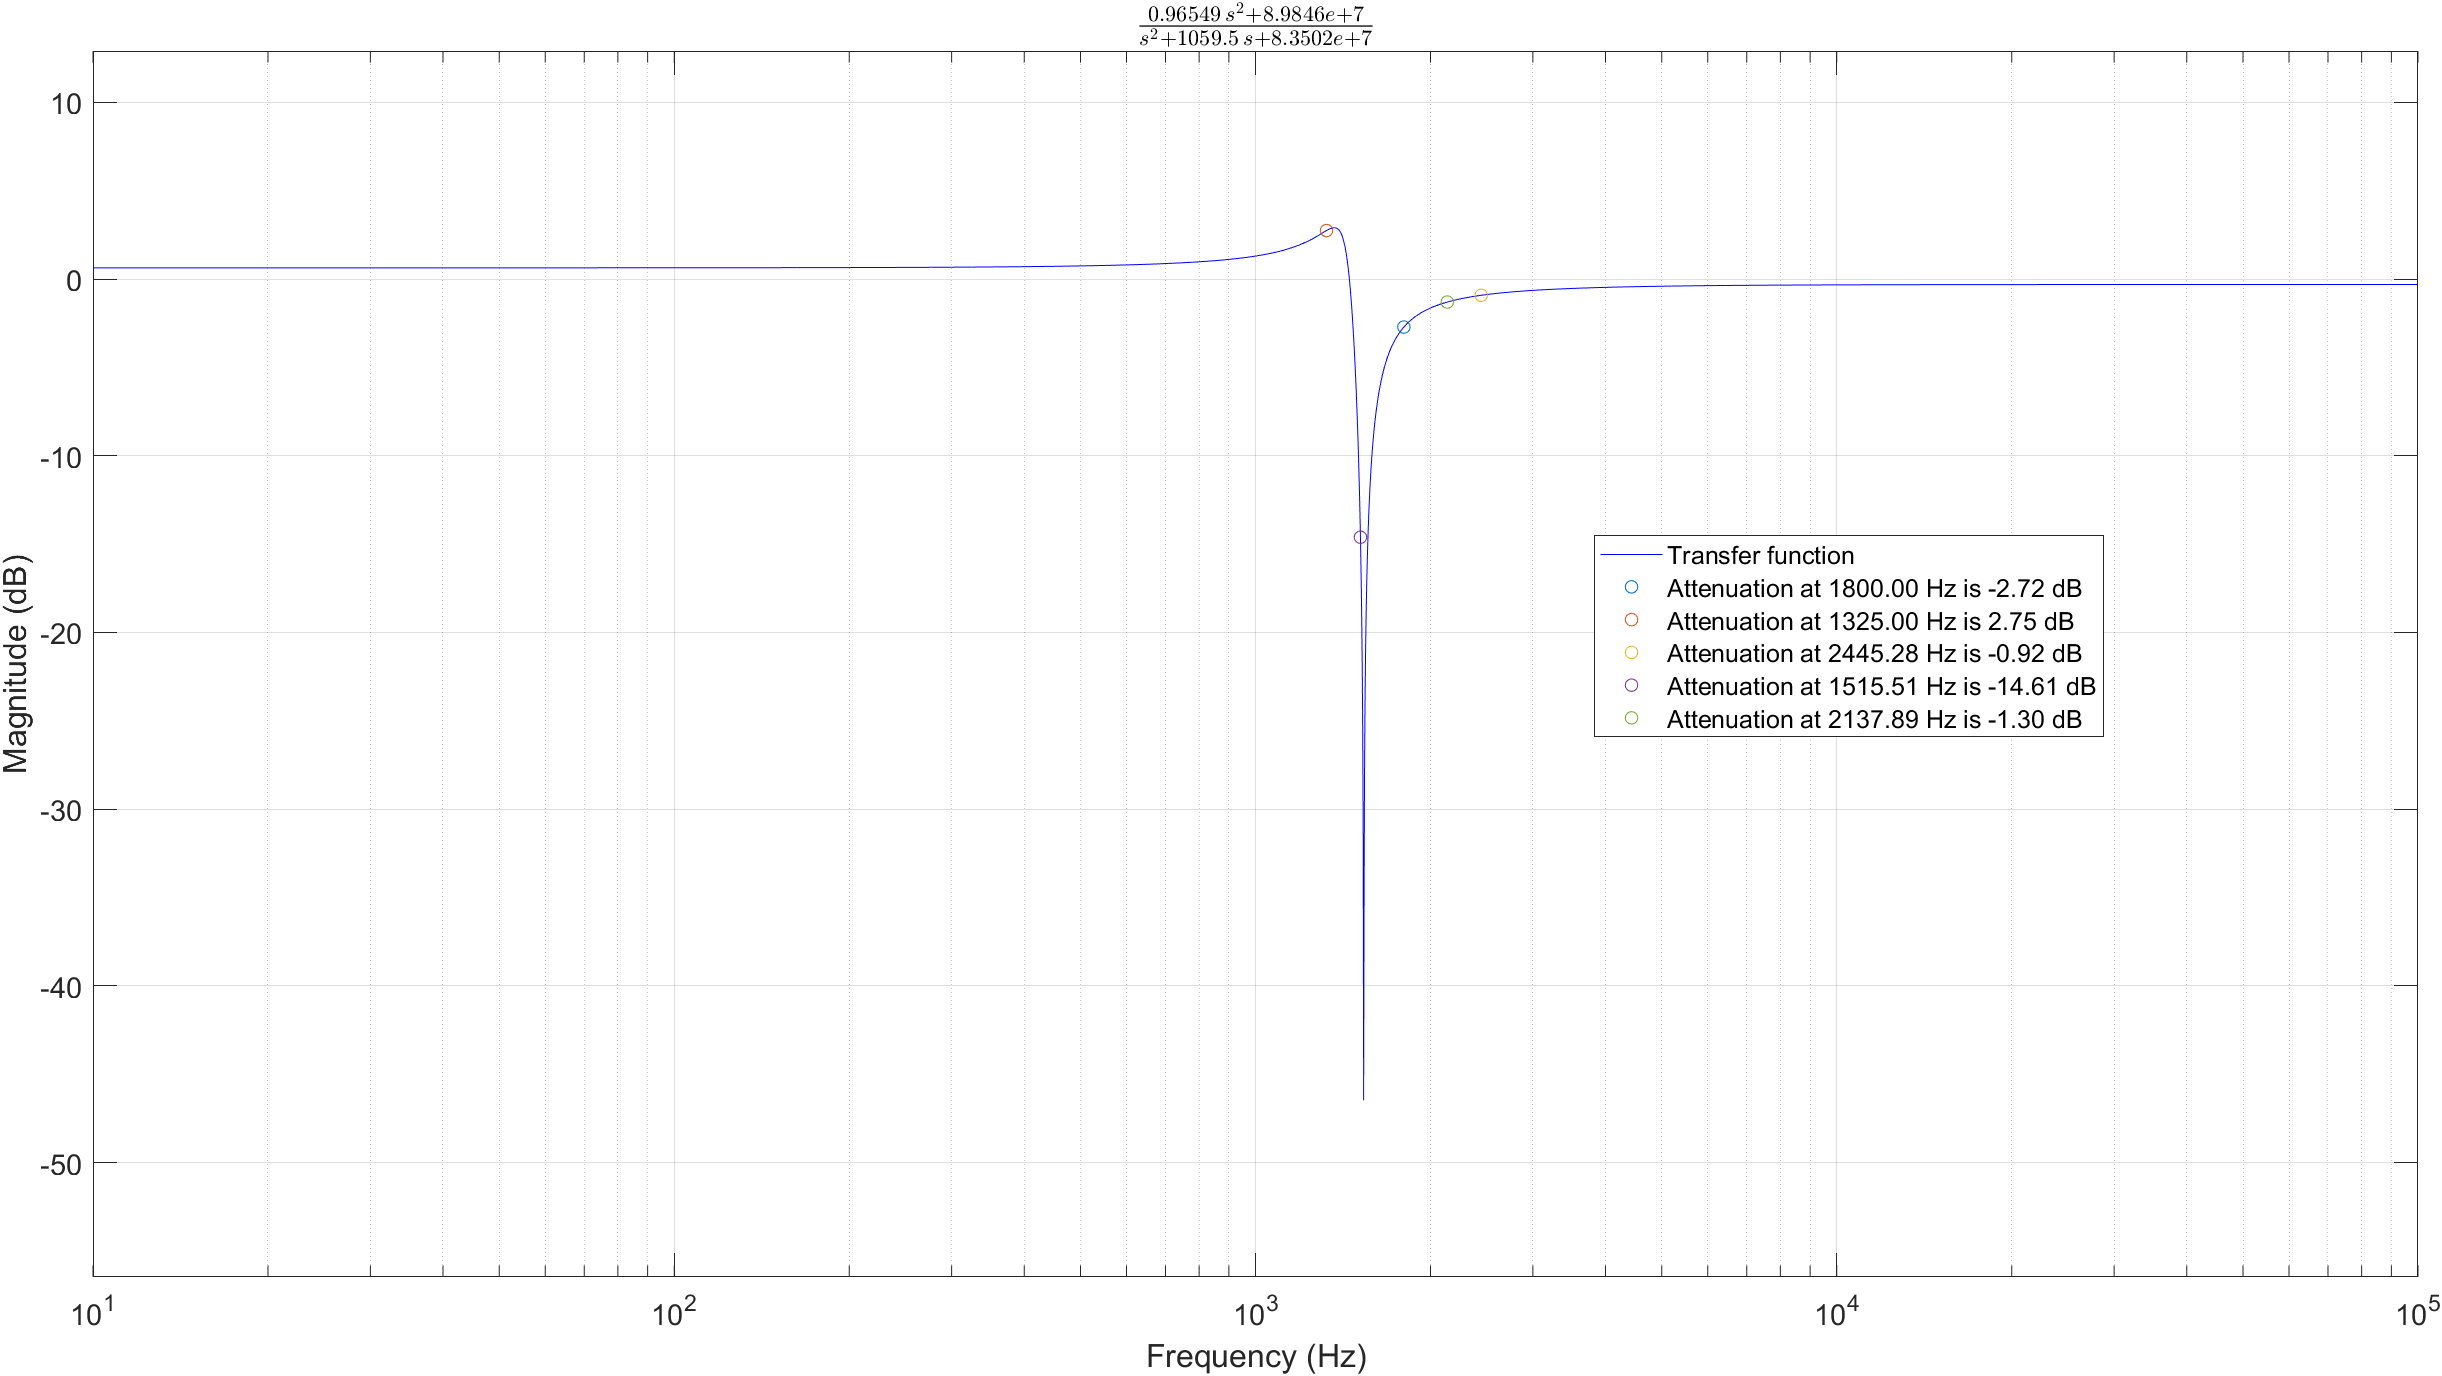 0.96549 s² + 8.9846e+7
s² + 1059.5 s + 8.3502e+7
10
0
-10
-20
-30
-40
-50
Magnitude (dB)
Transfer function
Attenuation at 1800.00 Hz is -2.72 dB
Attenuation at 1325.00 Hz is 2.75 dB
Attenuation at 2445.28 Hz is -0.92 dB
Attenuation at 1515.51 Hz is -14.61 dB
Attenuation at 2137.89 Hz is -1.30 dB
10¹ 10² 10³ 10⁴ 10⁵
Frequency (Hz)